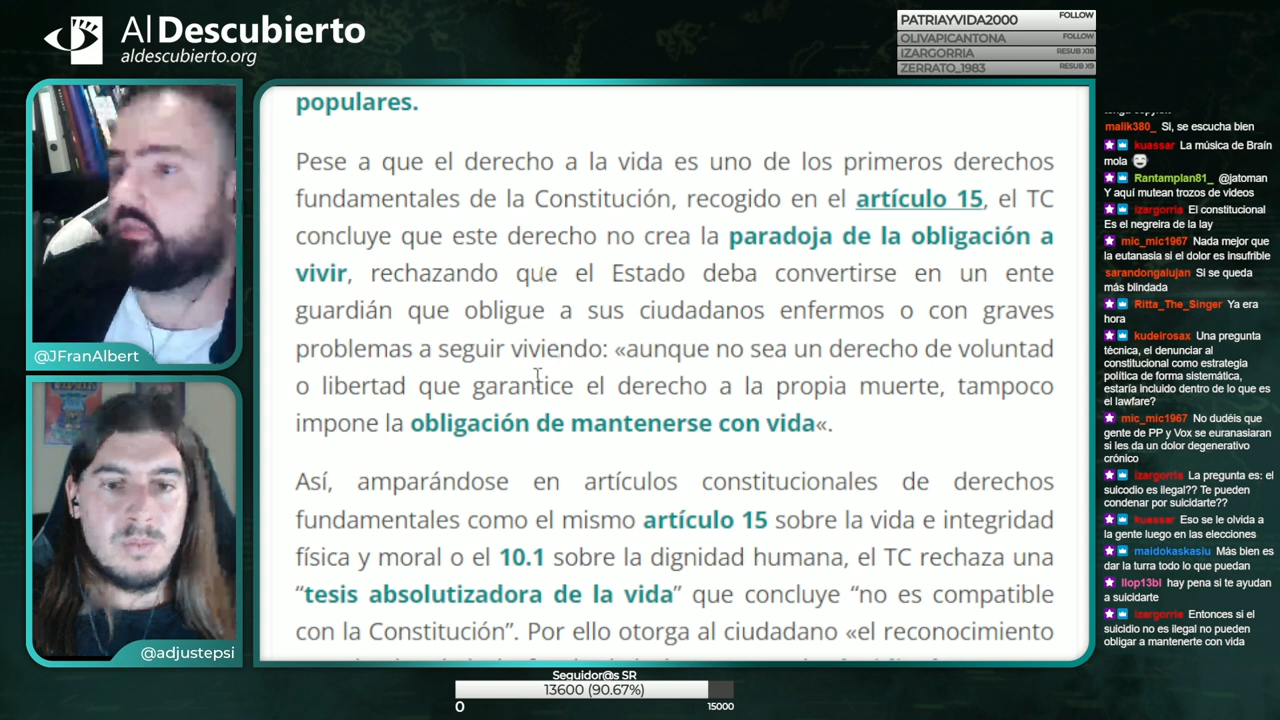 Al Descubierto
aldescubierto.org
PATRIAYVIDA2000 FOLLOW
OLIVAPICANTONA FOLLOW
IZARGORRIA RESUB X18
ZERRATO_1983 RESUB X9
@JFranAlbert
@adjustepsi
populares.
Pese a que el derecho a la vida es uno de los primeros derechos
fundamentales de la Constitución, recogido en el artículo 15, el TC
concluye que este derecho no crea la paradoja de la obligación a
vivir, rechazando que el Estado deba convertirse en un ente
guardián que obligue a sus ciudadanos enfermos o con graves
problemas a seguir viviendo: «aunque no sea un derecho de voluntad
o libertad que garantice el derecho a la propia muerte, tampoco
impone la obligación de mantenerse con vida«.
Así, amparándose en artículos constitucionales de derechos
fundamentales como el mismo artículo 15 sobre la vida e integridad
física y moral o el 10.1 sobre la dignidad humana, el TC rechaza una
“tesis absolutizadora de la vida” que concluye “no es compatible
con la Constitución”. Por ello otorga al ciudadano «el reconocimiento
malik380_ Si, se escucha bien
kuassar La música de Brain
mola
Rantamplan81_ @jatoman
Y aquí mutean trozos de vídeos
izargorria El constitucional
Es el negreira de la lay
mic_mic1967 Nada mejor que
la eutanasia si el dolor es insufrible
sarandongalujan Si se queda
más blindada
Ritta_The_Singer Ya era
hora
kudeirosax Una pregunta
técnica, el denunciar al
constitucional como estrategia
política de forma sistemática,
estaría incluido dentro de lo que es
el lawfare?
mic_mic1967 No dudéis que
gente de PP y Vox se euranasiaran
si les da un dolor degenerativo
crónico
izargorria La pregunta es: el
suicodio es ilegal?? Te pueden
condenar por suicidarte??
kuassar Eso se le olvida a
la gente luego en las elecciones
maidokaskasiu Más bien es
dar la turra todo lo que puedan
llop13bl hay pena si te ayudan
a suicidarte
izargorria Entonces si el
suicidio no es ilegal no pueden
obligar a mantenerte con vida
Seguidor@s SR
13600 (90.67%)
0 15000